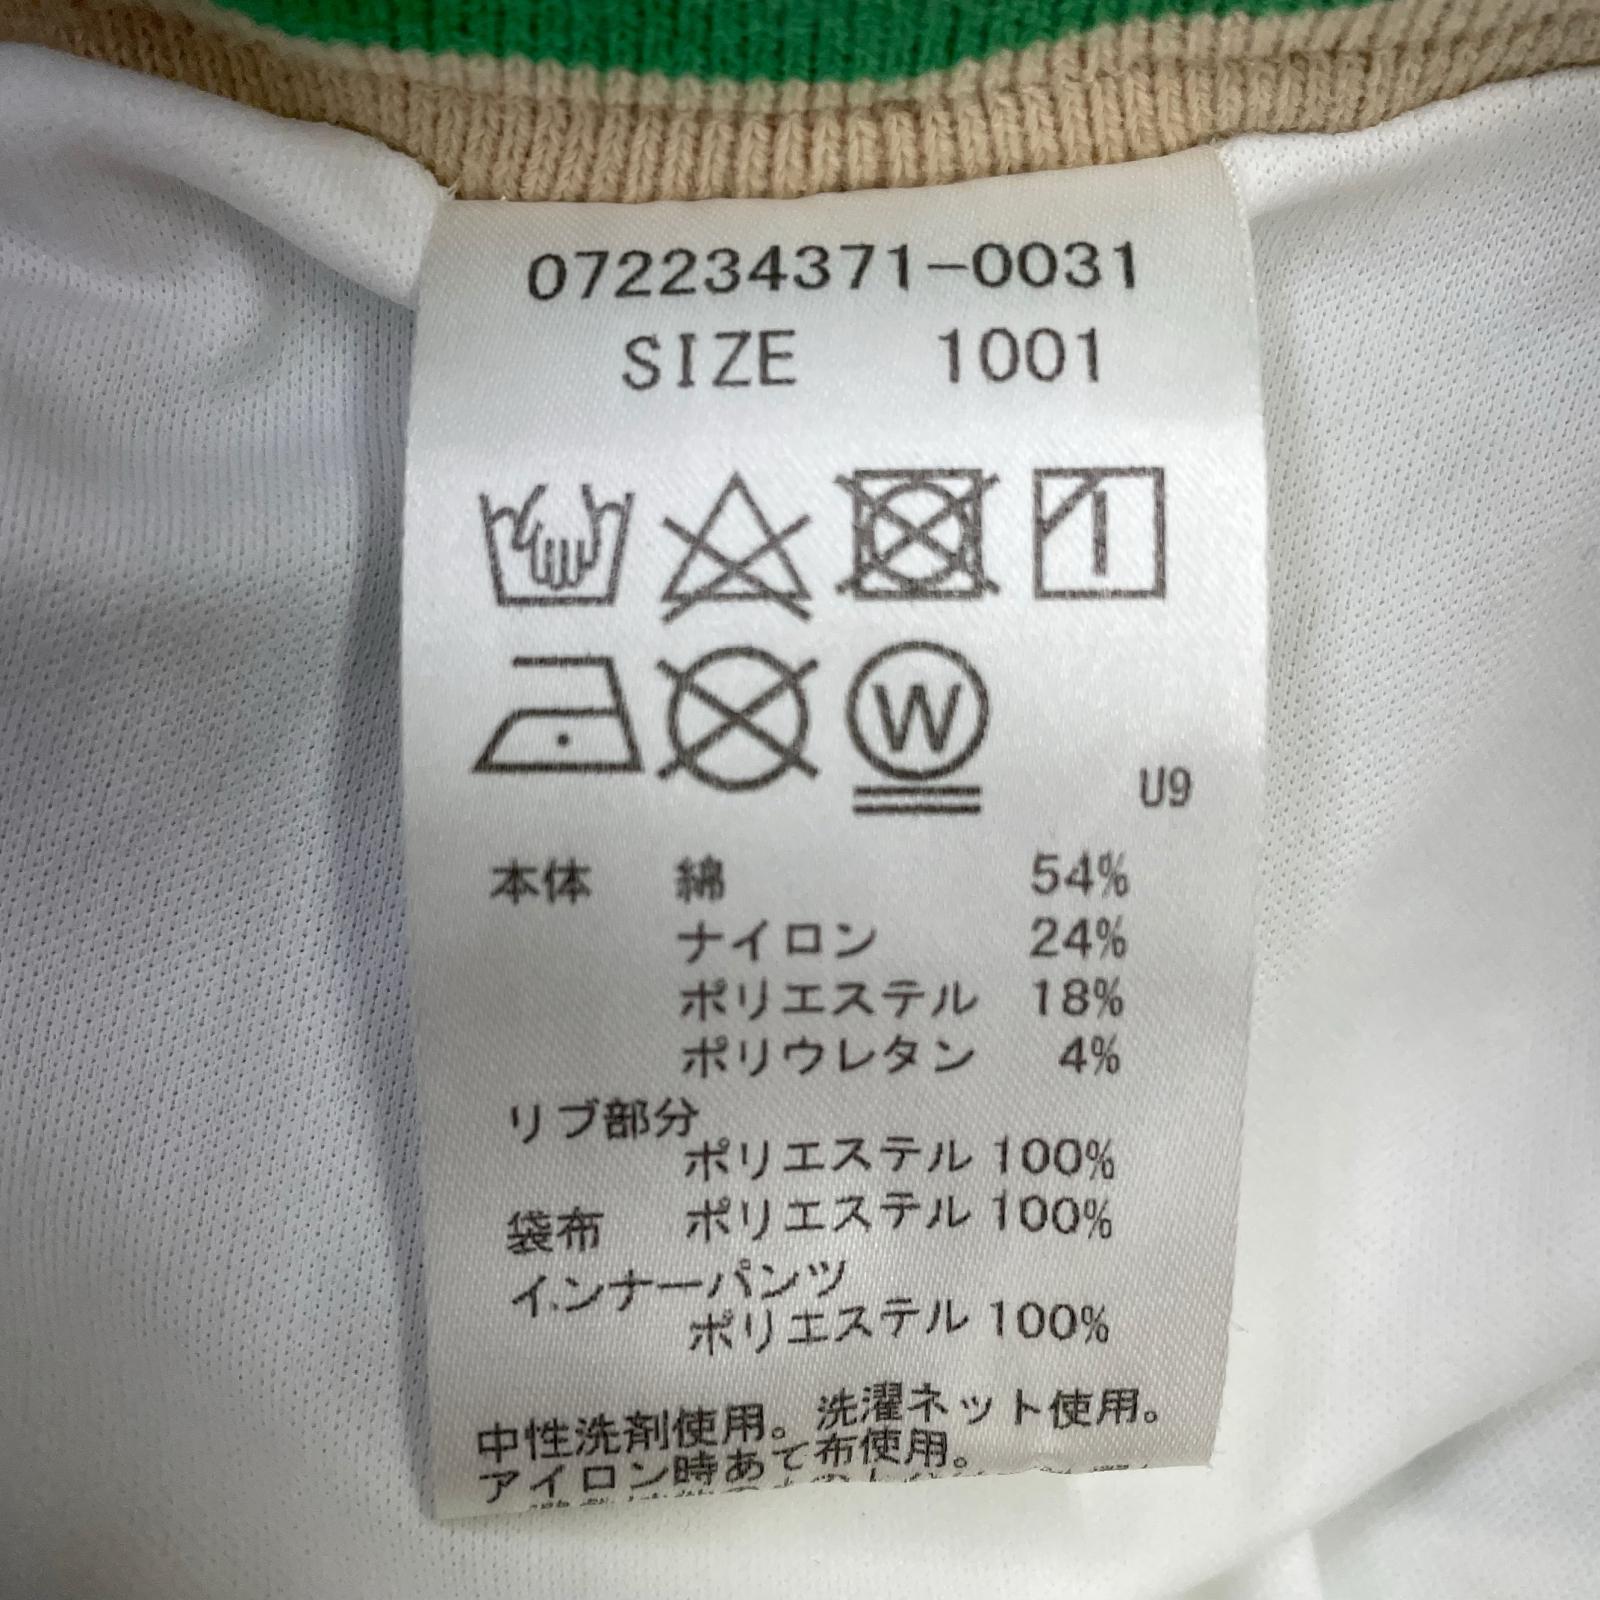 072234371-0031
SIZE 1001
W
U9
本体 綿 54%
ナイロン 24%
ポリエステル 18%
ポリウレタン 4%
リブ部分
ポリエステル 100%
袋布 ポリエステル 100%
インナーパンツ
ポリエステル 100%
中性洗剤使用。洗濯ネット使用。
アイロン時あて布使用。